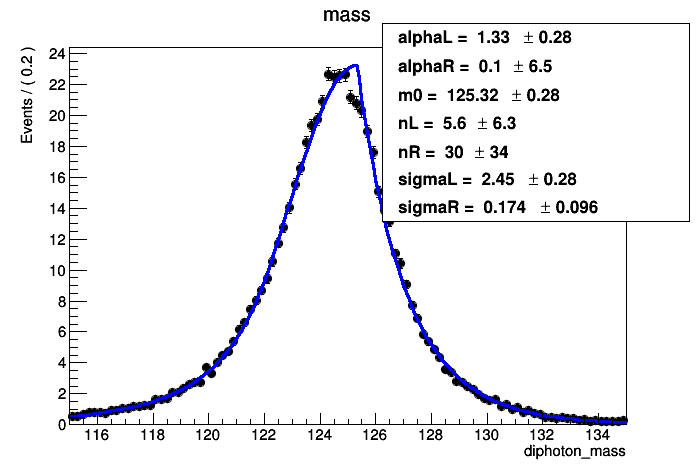 mass
alphaL = 1.33 ± 0.28
alphaR = 0.1 ± 6.5
m0 = 125.32 ± 0.28
nL = 5.6 ± 6.3
nR = 30 ± 34
sigmaL = 2.45 ± 0.28
sigmaR = 0.174 ± 0.096
Events / ( 0.2 )
24
22
20
18
16
14
12
10
8
6
4
2
0
116 118 120 122 124 126 128 130 132 134
diphoton_mass